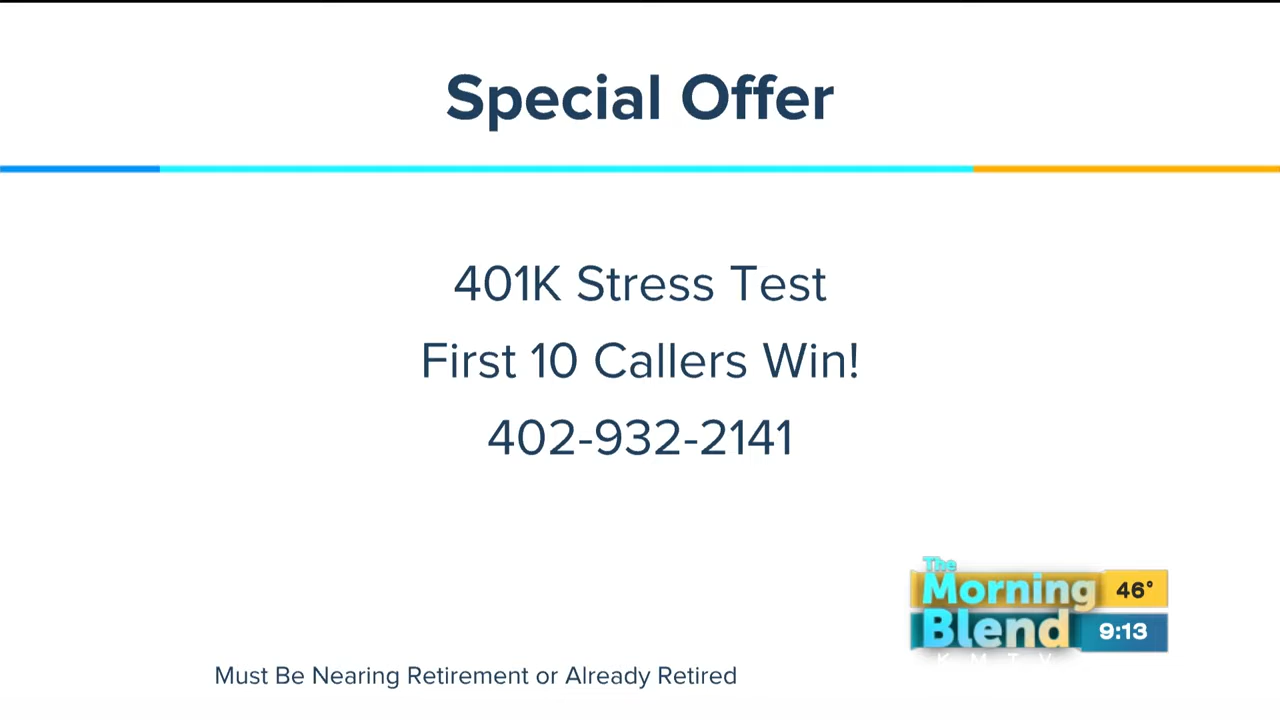 Special Offer
401K Stress Test
First 10 Callers Win!
402-932-2141
The
Morning
46°
Blend
9:13
K M T V
Must Be Nearing Retirement or Already Retired